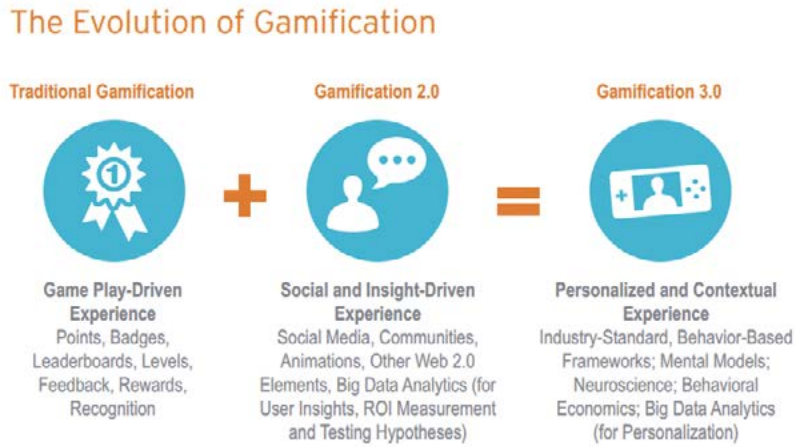 The Evolution of Gamification
Traditional Gamification
Gamification 2.0
Gamification 3.0
1
Game Play-Driven
Experience
Points, Badges,
Leaderboards, Levels,
Feedback, Rewards,
Recognition
Social and Insight-Driven
Experience
Social Media, Communities,
Animations, Other Web 2.0
Elements, Big Data Analytics (for
User Insights, ROI Measurement
and Testing Hypotheses)
Personalized and Contextual
Experience
Industry-Standard, Behavior-Based
Frameworks; Mental Models;
Neuroscience; Behavioral
Economics; Big Data Analytics
(for Personalization)